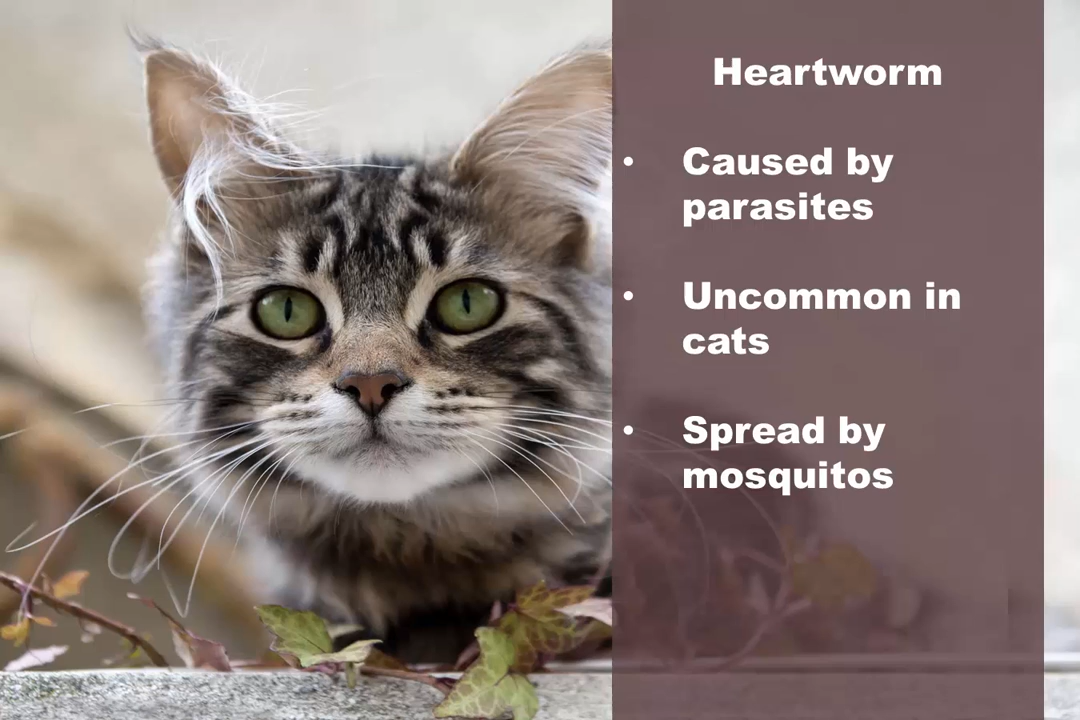 Heartworm
• Caused by
parasites
• Uncommon in
cats
• Spread by
mosquitos